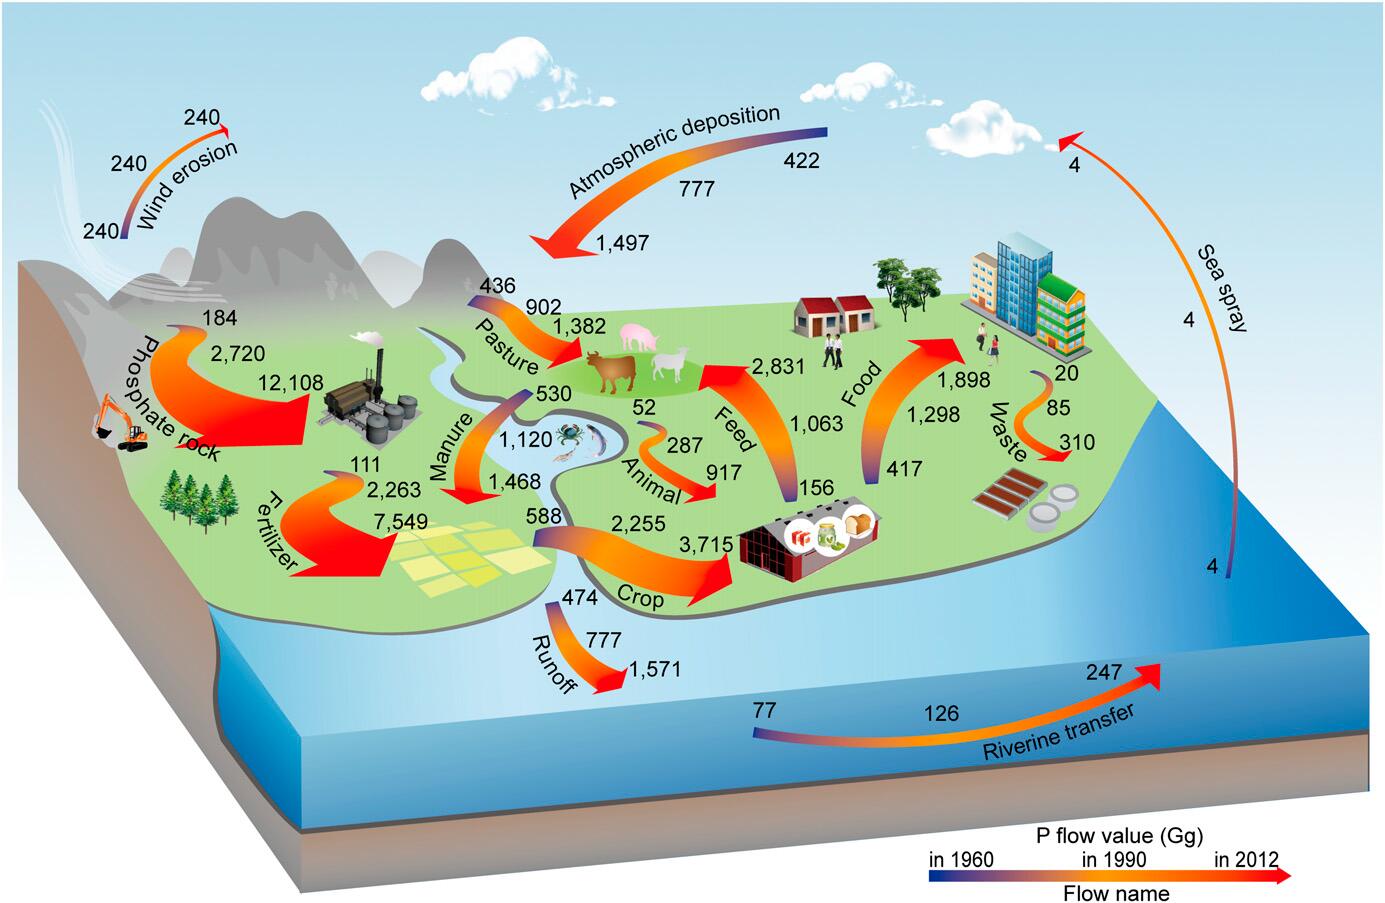 240
240
240
Wind erosion
Atmospheric deposition
422
777
1,497
4
4
4
Sea spray
184
2,720
12,108
Phosphate rock
436
902
1,382
Pasture
530
1,120
1,468
Manure
52
287
917
Animal
2,831
1,063
156
Feed
Food
1,898
1,298
417
20
85
310
Waste
111
2,263
7,549
Fertilizer
588
2,255
3,715
Crop
474
777
1,571
Runoff
77
126
247
Riverine transfer
P flow value (Gg)
in 1960 in 1990 in 2012
Flow name